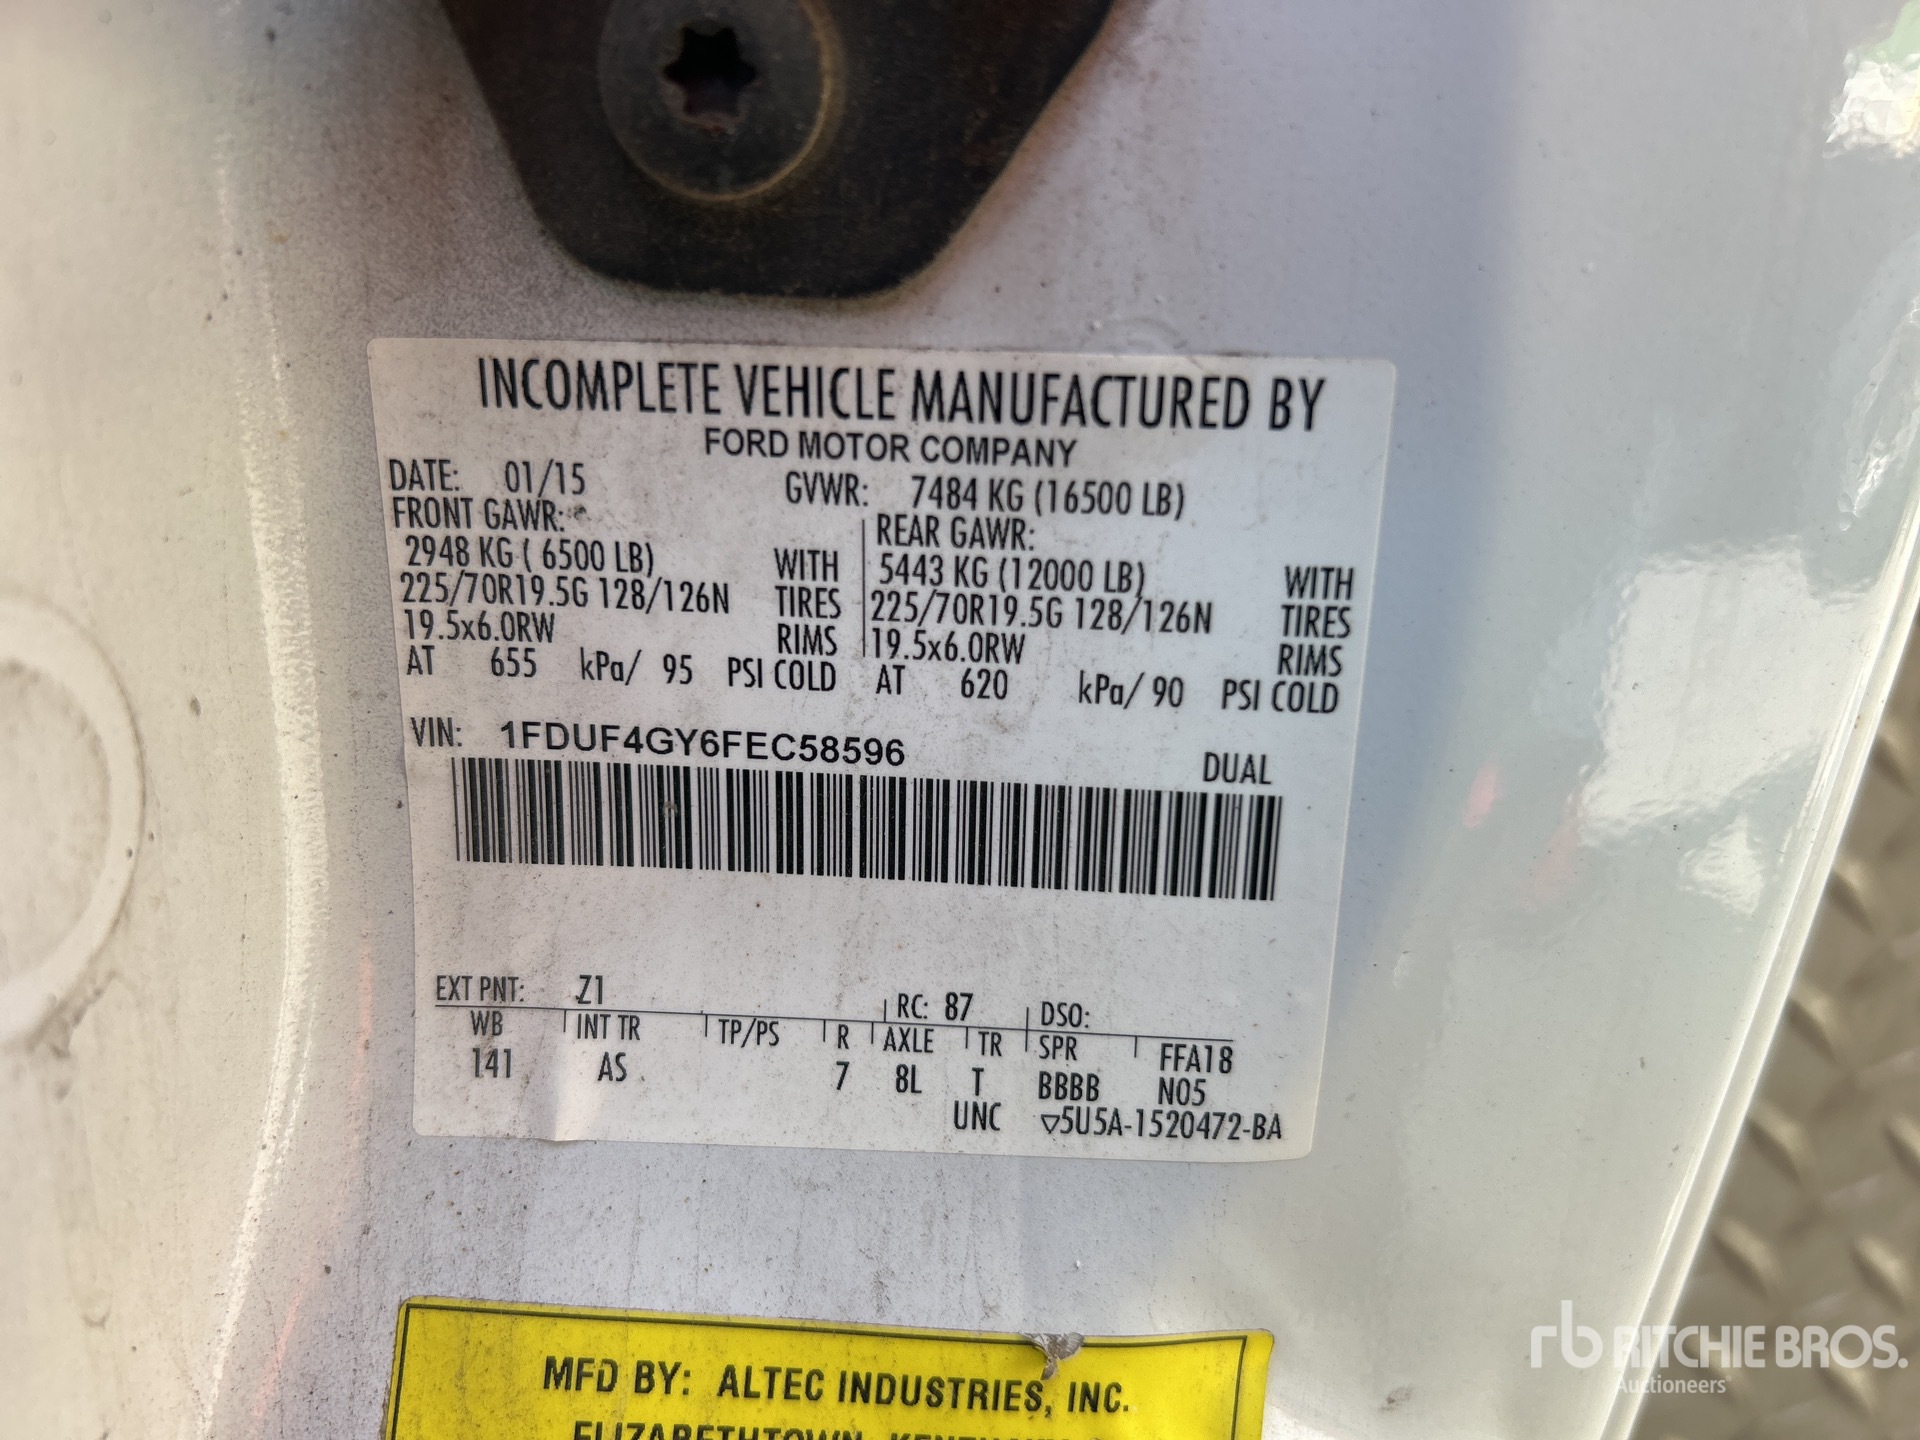 INCOMPLETE VEHICLE MANUFACTURED BY
FORD MOTOR COMPANY
DATE: 01/15 GVWR: 7484 KG (16500 LB)
FRONT GAWR: REAR GAWR:
2948 KG ( 6500 LB) WITH 5443 KG (12000 LB) WITH
225/70R19.5G 128/126N TIRES 225/70R19.5G 128/126N TIRES
19.5x6.0RW RIMS 19.5x6.0RW RIMS
AT 655 kPa/ 95 PSI COLD AT 620 kPa/ 90 PSI COLD
VIN: 1FDUF4GY6FEC58596
DUAL
EXT PNT: Z1 RC: 87 DSO:
WB INT TR TP/PS R AXLE TR SPR FFA18
141 AS 7 8L T BBBB N05
UNC ▽5U5A-1520472-BA
MFD BY: ALTEC INDUSTRIES, INC.
ELIZABETHTOWN,
rb RITCHIE BROS.
Auctioneers